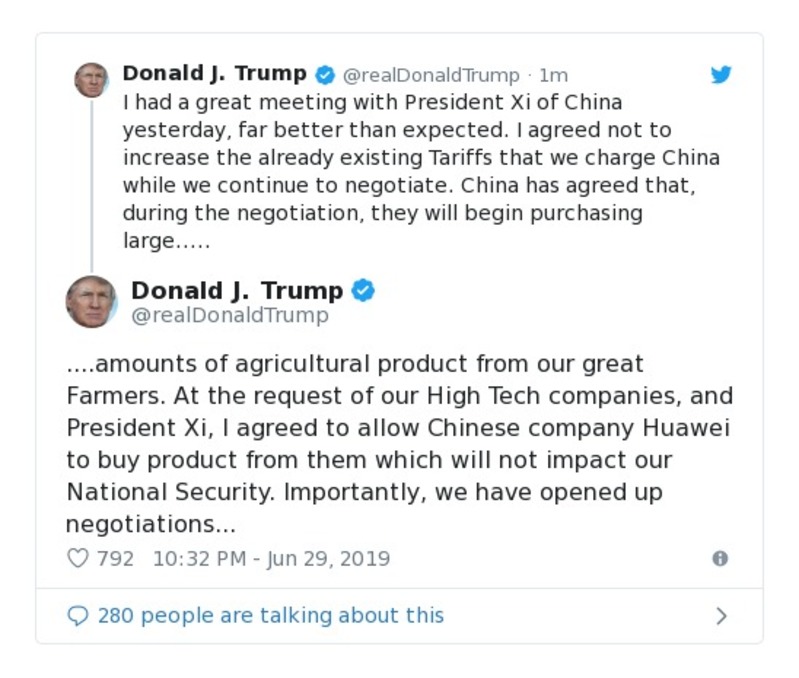 Donald J. Trump @realDonaldTrump · 1m
I had a great meeting with President Xi of China
yesterday, far better than expected. I agreed not to
increase the already existing Tariffs that we charge China
while we continue to negotiate. China has agreed that,
during the negotiation, they will begin purchasing
large.....
Donald J. Trump
@realDonaldTrump
....amounts of agricultural product from our great
Farmers. At the request of our High Tech companies, and
President Xi, I agreed to allow Chinese company Huawei
to buy product from them which will not impact our
National Security. Importantly, we have opened up
negotiations...
792 10:32 PM - Jun 29, 2019
280 people are talking about this